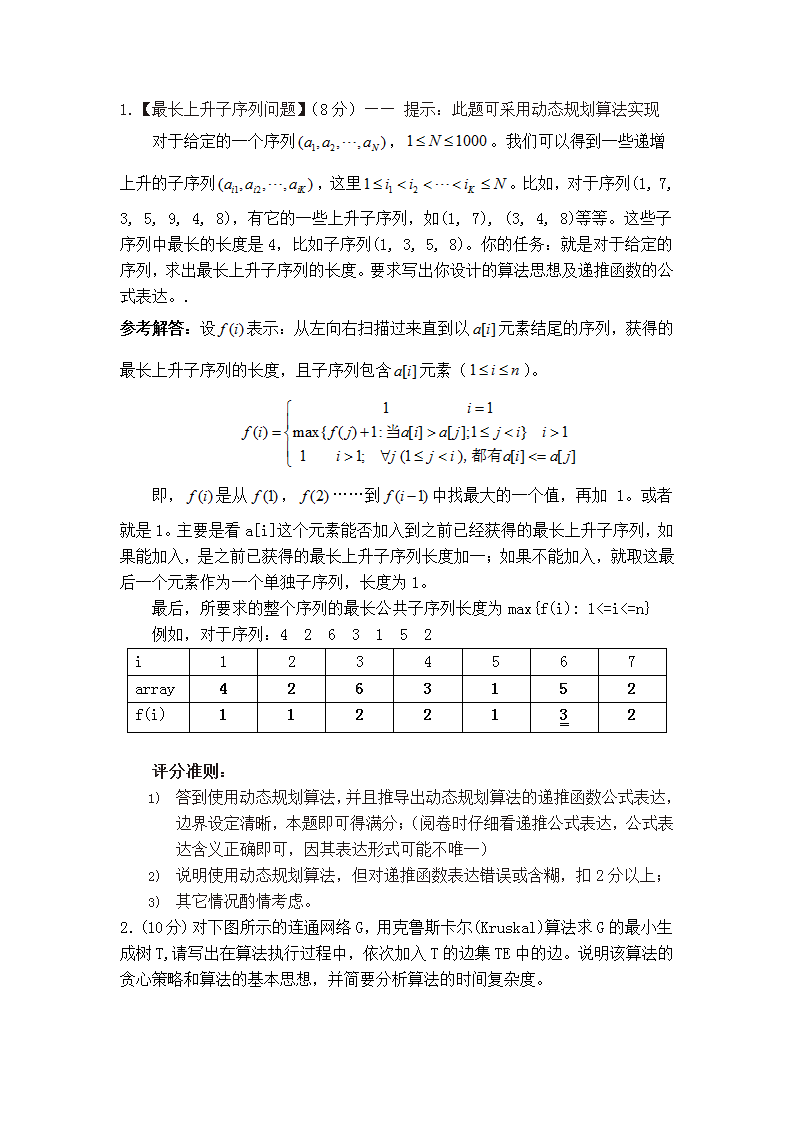 1.【最长上升子序列问题】(8分) —— 提示: 此题可采用动态规划算法实现
对于给定的一个序列(a1, a2, ⋯, aN), 1 ≤ N ≤ 1000。我们可以得到一些递增
上升的子序列(ai1, ai2, ⋯, aiK), 这里1 ≤ i1 < i2 < ⋯ < iK ≤ N。比如, 对于序列(1, 7,
3, 5, 9, 4, 8), 有它的一些上升子序列, 如(1, 7), (3, 4, 8)等等。这些子
序列中最长的长度是4, 比如子序列(1, 3, 5, 8)。你的任务: 就是对于给定的
序列, 求出最长上升子序列的长度。要求写出你设计的算法思想及递推函数的公
式表达。.
参考解答: 设f(i)表示: 从左向右扫描过来直到以a[i]元素结尾的序列, 获得的
最长上升子序列的长度, 且子序列包含a[i]元素 (1 ≤ i ≤ n)。
1 i = 1
f(i) = { max{f(j)+1: 当a[i] > a[j]; 1 ≤ j < i} i > 1
1 i > 1; ∀j (1 ≤ j < i), 都有a[i] <= a[j]
即, f(i)是从f(1), f(2)……到f(i−1)中找最大的一个值, 再加 1。或者
就是1。主要是看a[i]这个元素能否加入到之前已经获得的最长上升子序列, 如
果能加入, 是之前已获得的最长上升子序列长度加一; 如果不能加入, 就取这最
后一个元素作为一个单独子序列, 长度为1。
最后, 所要求的整个序列的最长公共子序列长度为max{f(i): 1<=i<=n}
例如, 对于序列: 4 2 6 3 1 5 2
i 1 2 3 4 5 6 7
array 4 2 6 3 1 5 2
f(i) 1 1 2 2 1 3 2
评分准则:
1) 答到使用动态规划算法, 并且推导出动态规划算法的递推函数公式表达,
边界设定清晰, 本题即可得满分; (阅卷时仔细看递推公式表达, 公式表
达含义正确即可, 因其表达形式可能不唯一)
2) 说明使用动态规划算法, 但对递推函数表达错误或含糊, 扣2分以上;
3) 其它情况酌情考虑。
2. (10分) 对下图所示的连通网络G, 用克鲁斯卡尔(Kruskal)算法求G的最小生
成树T, 请写出在算法执行过程中, 依次加入T的边集TE中的边。说明该算法的
贪心策略和算法的基本思想, 并简要分析算法的时间复杂度。